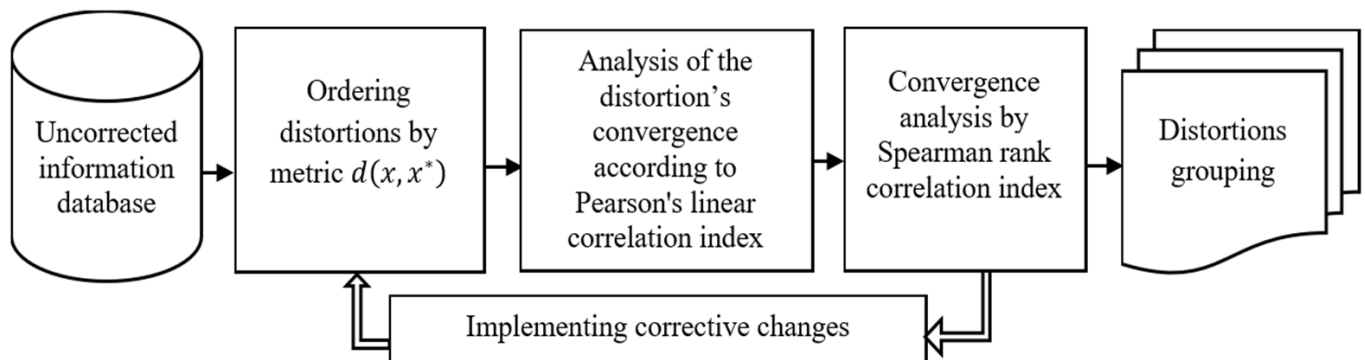 Uncorrected
information
database
Ordering
distortions by
metric d(x, x*)
Analysis of the
distortion’s
convergence
according to
Pearson's linear
correlation index
Convergence
analysis by
Spearman rank
correlation index
Distortions
grouping
Implementing corrective changes